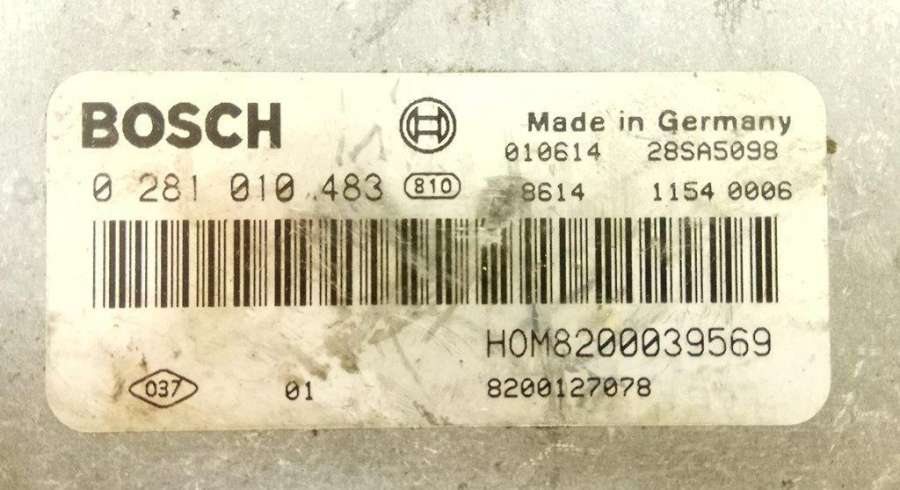 BOSCH
Made in Germany
010614 28SA5098
0 281 010 483 810
8614 1154 0006
HOM8200039569
037 01 8200127078